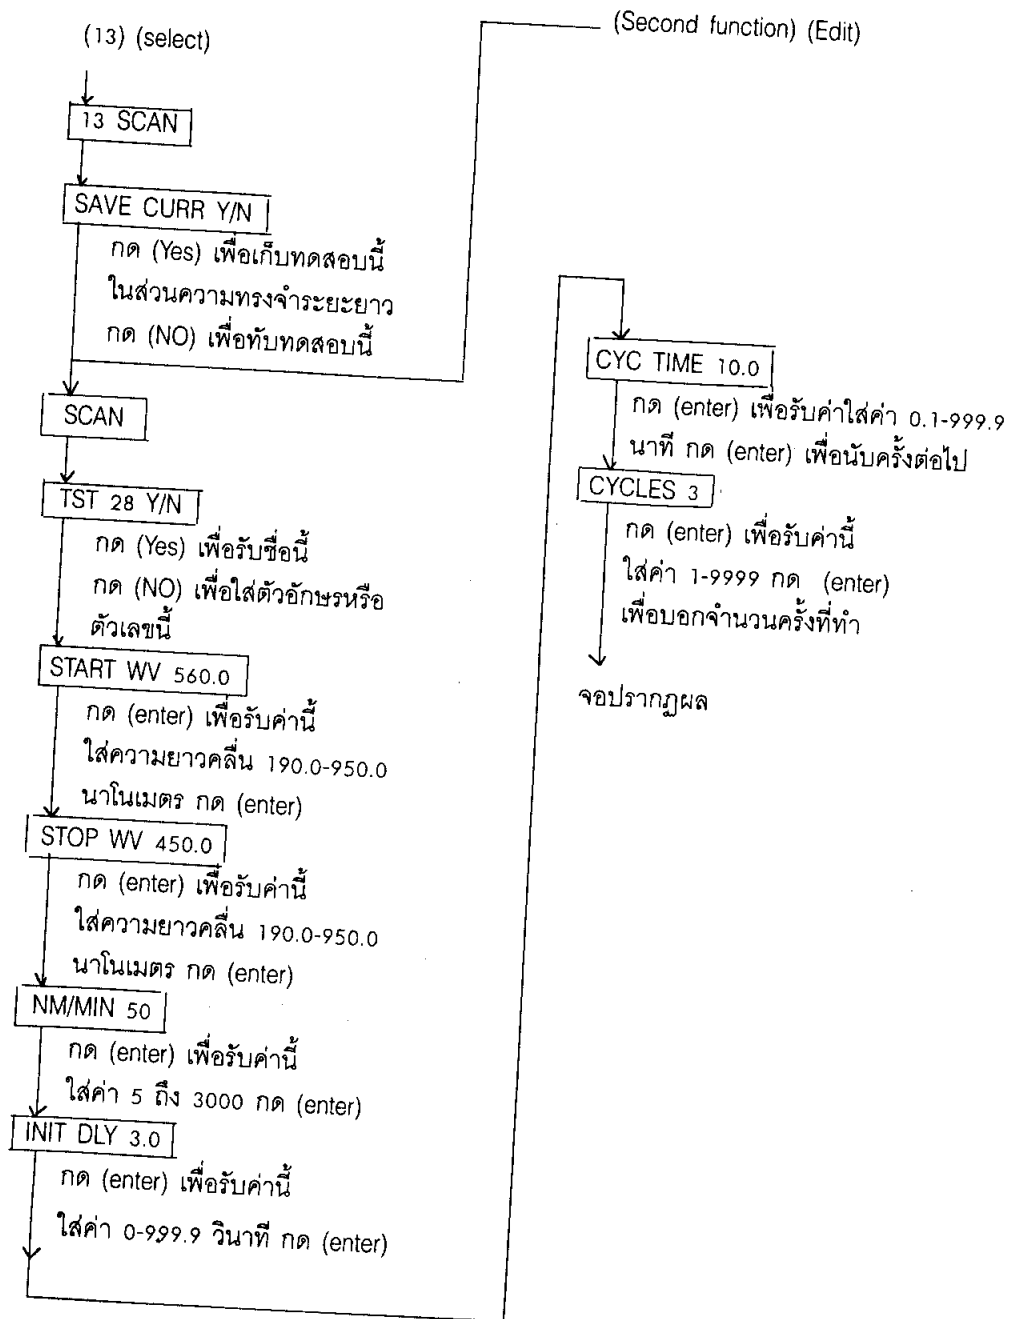 (13) (select)
(Second function) (Edit)
13 SCAN
SAVE CURR Y/N
กด (Yes) เพื่อเก็บทดสอบนี้
ในส่วนความทรงจำระยะยาว
กด (NO) เพื่อทับทดสอบนี้
SCAN
TST 28 Y/N
กด (Yes) เพื่อรับชื่อนี้
กด (NO) เพื่อใส่ตัวอักษรหรือ
ตัวเลขนี้
START WV 560.0
กด (enter) เพื่อรับค่านี้
ใส่ความยาวคลื่น 190.0-950.0
นาโนเมตร กด (enter)
STOP WV 450.0
กด (enter) เพื่อรับค่านี้
ใส่ความยาวคลื่น 190.0-950.0
นาโนเมตร กด (enter)
NM/MIN 50
กด (enter) เพื่อรับค่านี้
ใส่ค่า 5 ถึง 3000 กด (enter)
INIT DLY 3.0
กด (enter) เพื่อรับค่านี้
ใส่ค่า 0-999.9 วินาที กด (enter)
CYC TIME 10.0
กด (enter) เพื่อรับค่าใส่ค่า 0.1-999.9
นาที กด (enter) เพื่อนับครั้งต่อไป
CYCLES 3
กด (enter) เพื่อรับค่านี้
ใส่ค่า 1-9999 กด (enter)
เพื่อบอกจำนวนครั้งที่ทำ
จอปรากฏผล